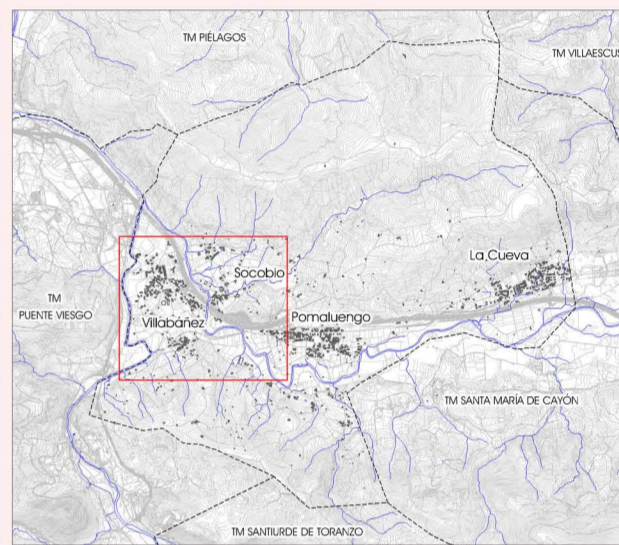 TM PIÉLAGOS
TM VILLAESCUS
Socobio
La Cueva
TM
PUENTE VIESGO
Villabáñez
Pomaluengo
TM SANTA MARÍA DE CAYÓN
TM SANTIURDE DE TORANZO